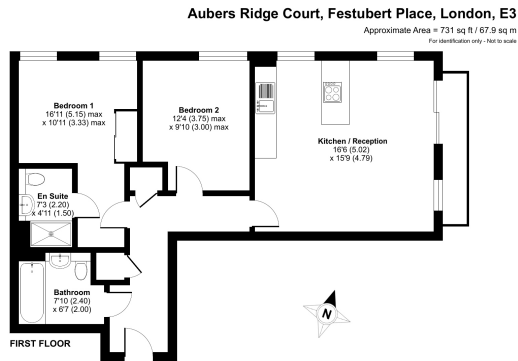 Aubers Ridge Court, Festubert Place, London, E3
Approximate Area = 731 sq ft / 67.9 sq m
For identification only - Not to scale
Bedroom 1
16'11 (5.15) max
x 10'11 (3.33) max
Bedroom 2
12'4 (3.75) max
x 9'10 (3.00) max
Kitchen / Reception
16'6 (5.02)
x 15'9 (4.79)
En Suite
7'3 (2.20)
x 4'11 (1.50)
Bathroom
7'10 (2.40)
x 6'7 (2.00)
N
FIRST FLOOR